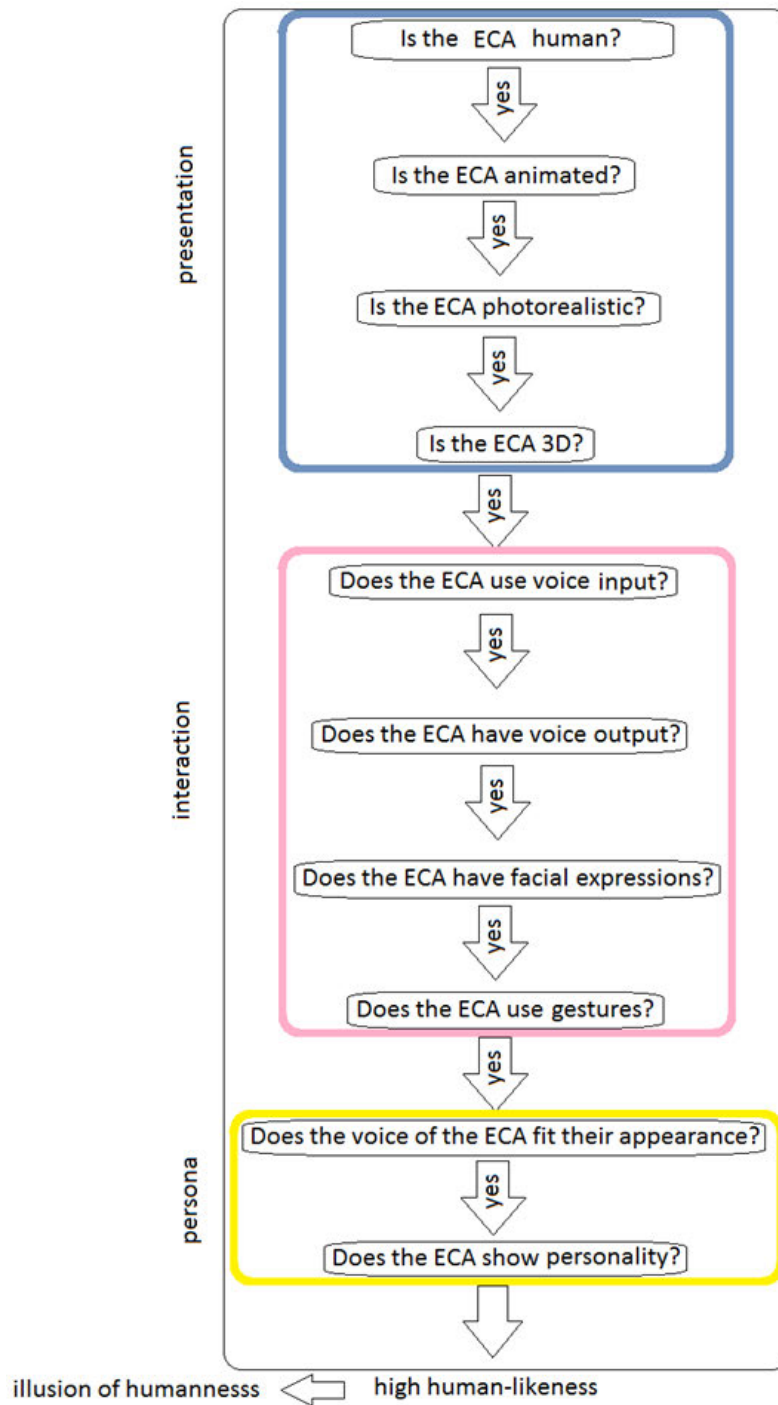 Is the ECA human?
yes
Is the ECA animated?
yes
Is the ECA photorealistic?
yes
Is the ECA 3D?
presentation
yes
Does the ECA use voice input?
yes
Does the ECA have voice output?
yes
Does the ECA have facial expressions?
yes
Does the ECA use gestures?
interaction
yes
Does the voice of the ECA fit their appearance?
yes
Does the ECA show personality?
persona
illusion of humannesss
high human-likeness